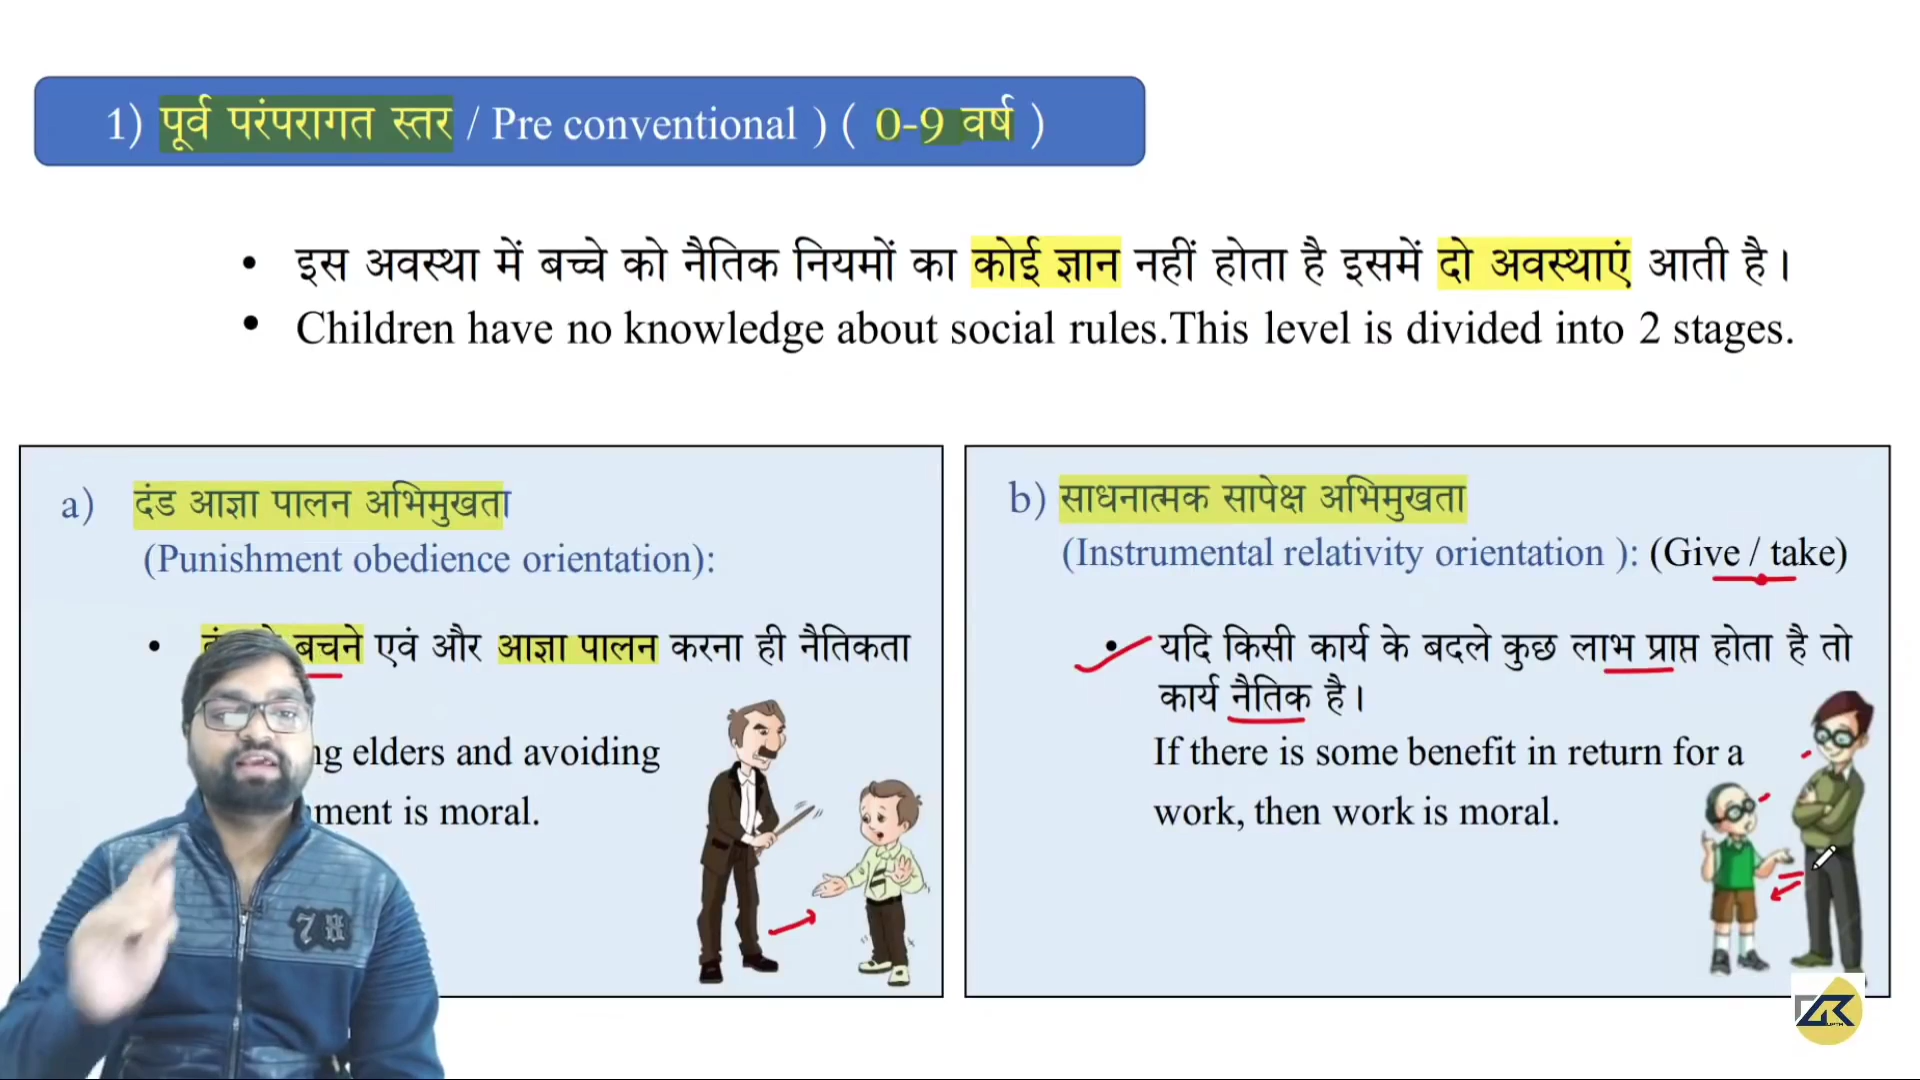 1) पूर्व परंपरागत स्तर / Pre conventional ) ( 0-9 वर्ष )
• इस अवस्था में बच्चे को नैतिक नियमों का कोई ज्ञान नहीं होता है इसमें दो अवस्थाएं आती है।
• Children have no knowledge about social rules.This level is divided into 2 stages.
a) दंड आज्ञा पालन अभिमुखता
(Punishment obedience orientation):
• बचने एवं और आज्ञा पालन करना ही नैतिकता
elders and avoiding
is moral.
78
b) साधनात्मक सापेक्ष अभिमुखता
(Instrumental relativity orientation ): (Give / take)
• यदि किसी कार्य के बदले कुछ लाभ प्राप्त होता है तो
कार्य नैतिक है।
If there is some benefit in return for a
work, then work is moral.